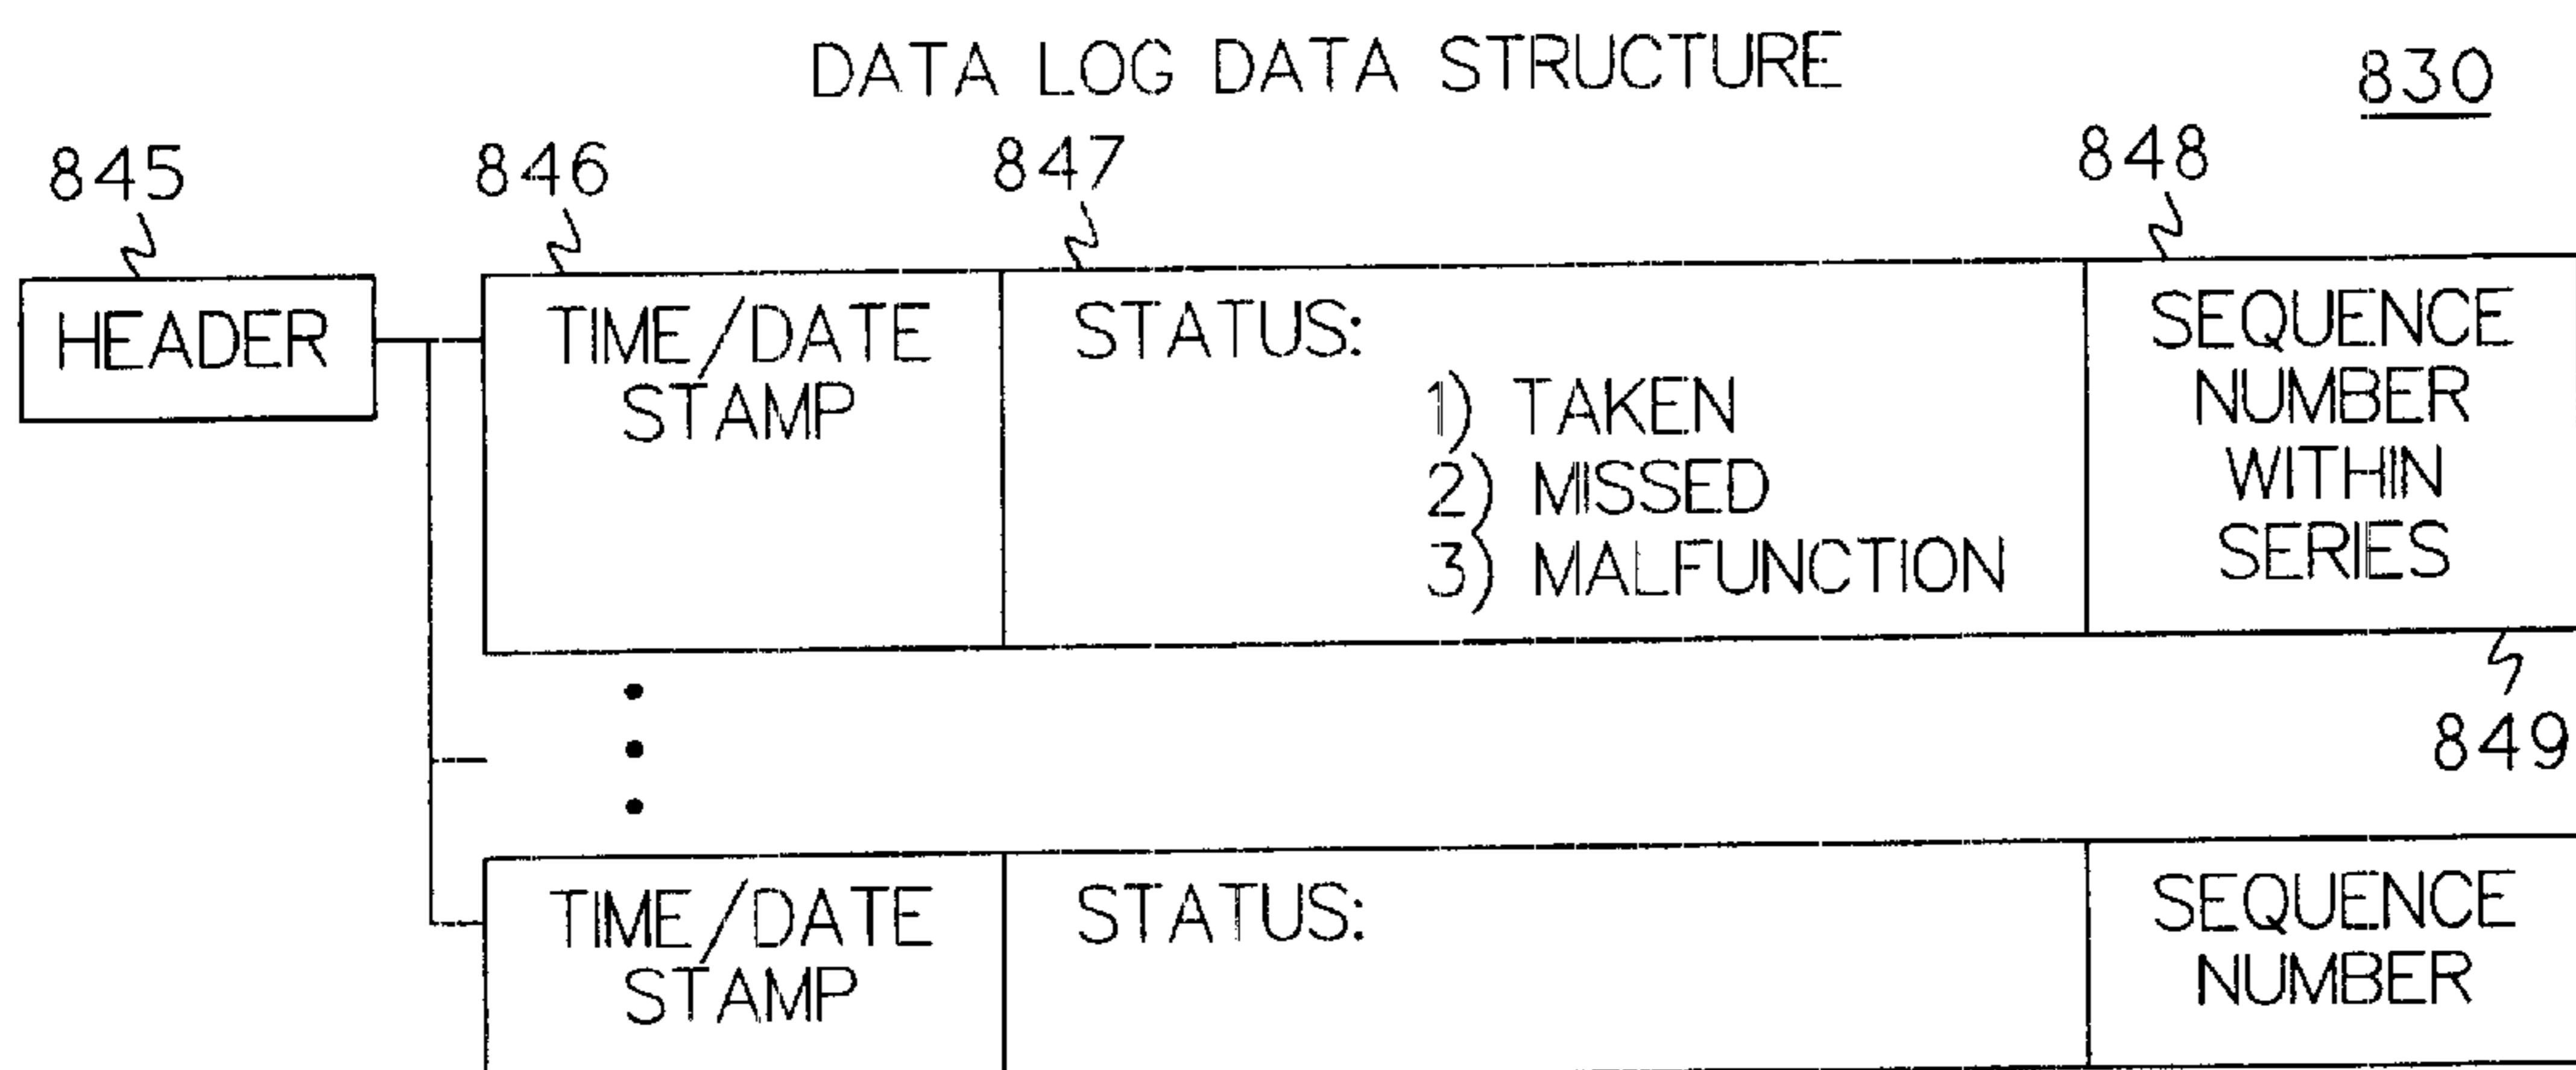 DATA LOG DATA STRUCTURE
830
845
846
847
848
HEADER
TIME/DATE
STAMP
STATUS:
1) TAKEN
2) MISSED
3) MALFUNCTION
SEQUENCE
NUMBER
WITHIN
SERIES
849
TIME/DATE
STAMP
STATUS:
SEQUENCE
NUMBER